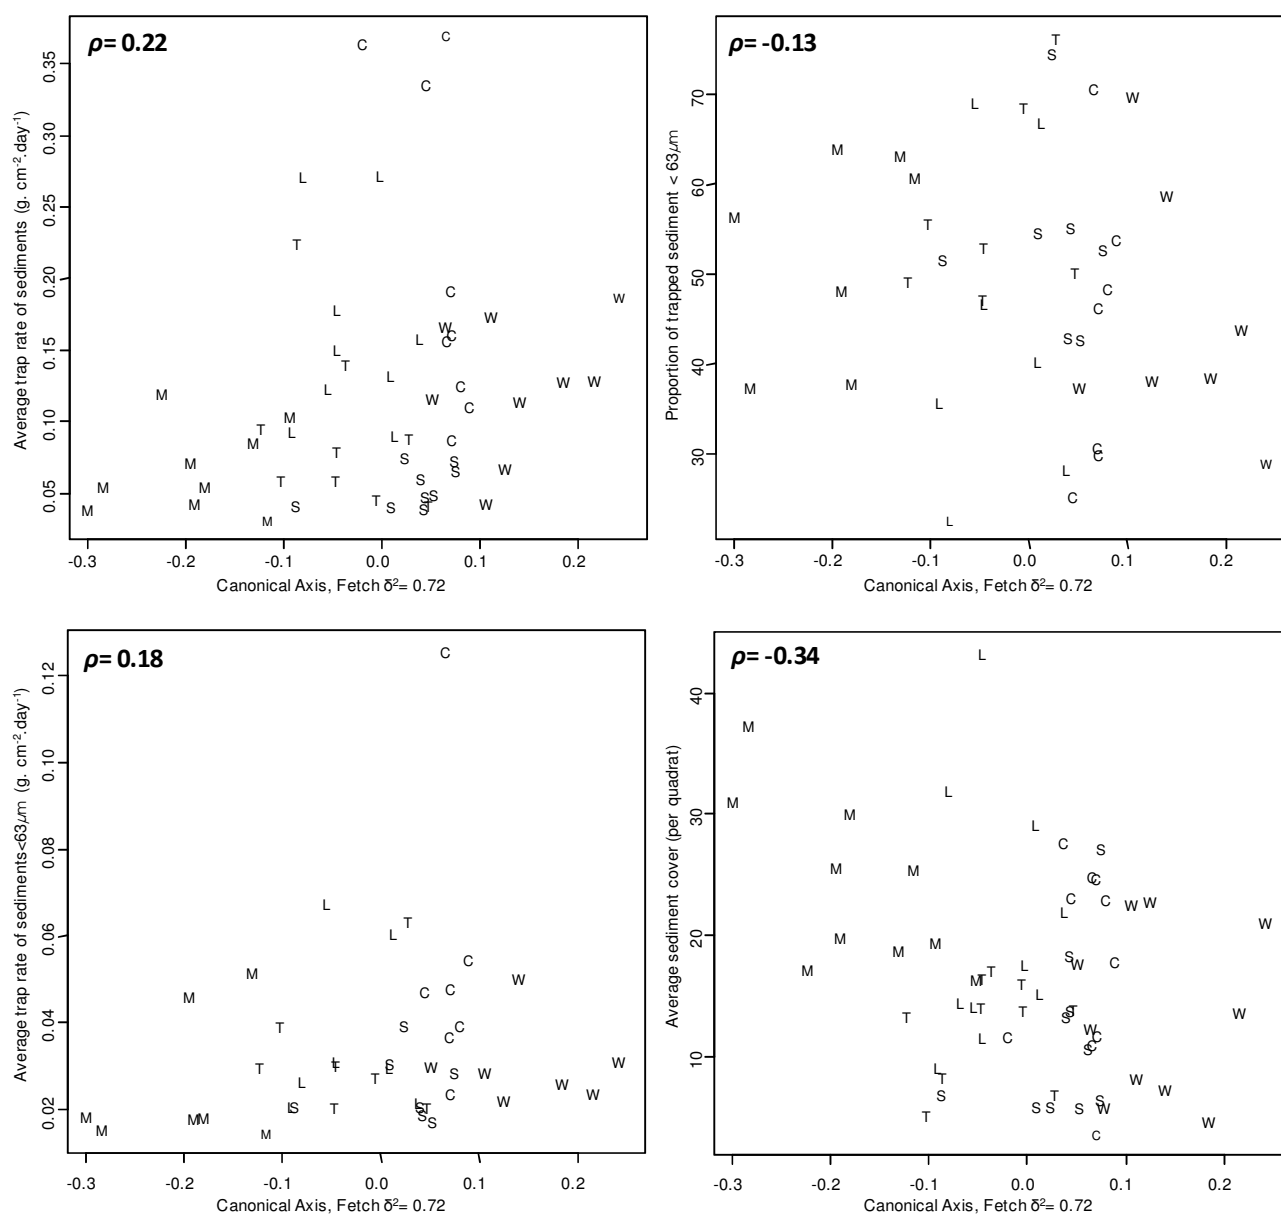 ρ= 0.22
Average trap rate of sediments (g. cm⁻².day⁻¹)
0.35
0.30
0.25
0.20
0.15
0.10
0.05
-0.3 -0.2 -0.1 0.0 0.1 0.2
Canonical Axis, Fetch δ²= 0.72
ρ= -0.13
Proportion of trapped sediment < 63μm
70
60
50
40
30
-0.3 -0.2 -0.1 0.0 0.1 0.2
Canonical Axis, Fetch δ²= 0.72
ρ= 0.18
Average trap rate of sediments<63μm (g. cm⁻².day⁻¹)
0.12
0.10
0.08
0.06
0.04
0.02
-0.3 -0.2 -0.1 0.0 0.1 0.2
Canonical Axis, Fetch δ²= 0.72
ρ= -0.34
Average sediment cover (per quadrat)
40
30
20
10
-0.3 -0.2 -0.1 0.0 0.1 0.2
Canonical Axis, Fetch δ²= 0.72